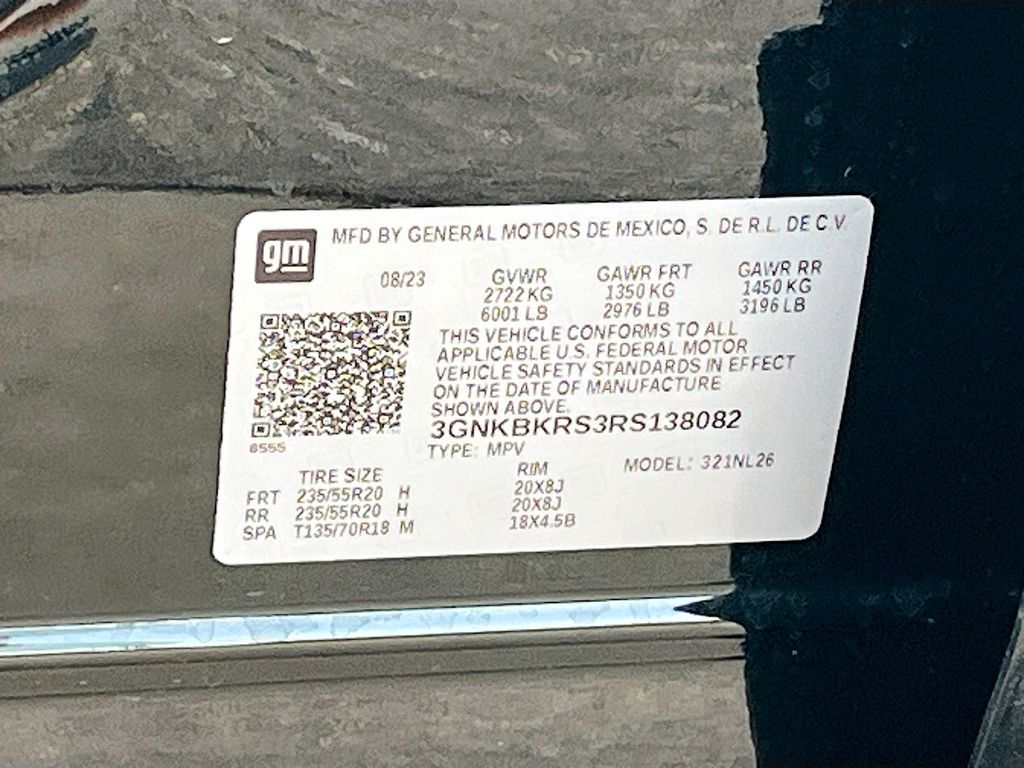 gm
MFD BY GENERAL MOTORS DE MEXICO, S. DE R.L. DE C.V.
08/23 GVWR GAWR FRT GAWR RR
2722 KG 1350 KG 1450 KG
6001 LB 2976 LB 3196 LB
THIS VEHICLE CONFORMS TO ALL
APPLICABLE U.S. FEDERAL MOTOR
VEHICLE SAFETY STANDARDS IN EFFECT
ON THE DATE OF MANUFACTURE
SHOWN ABOVE.
3GNKBKRS3RS138082
8555
TYPE: MPV
MODEL: 321NL26
TIRE SIZE RIM
FRT 235/55R20 H 20X8J
RR 235/55R20 H 20X8J
SPA T135/70R18 M 18X4.5B